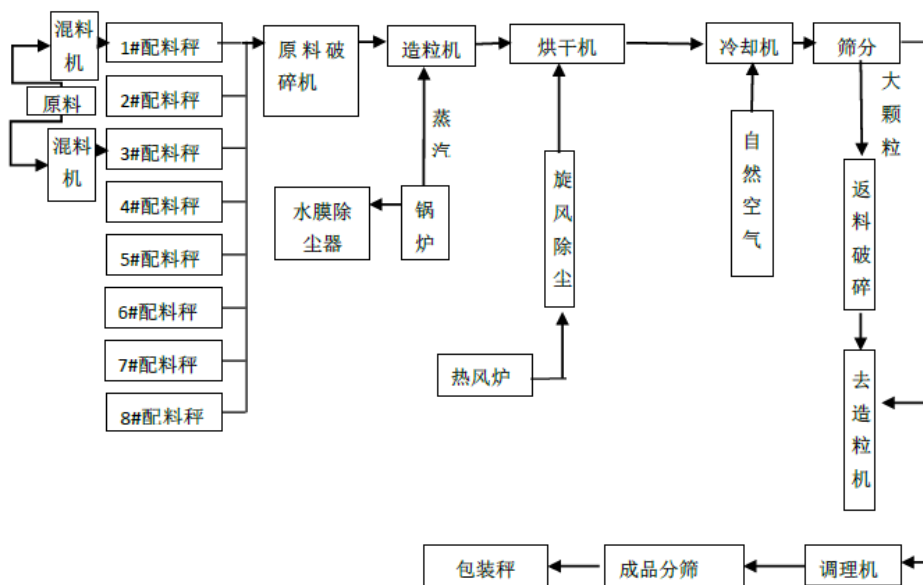 混料
机
1#配料秤
原料破
碎机
造粒机
烘干机
冷却机
筛分
大
颗
粒
原料
2#配料秤
混料
机
3#配料秤
蒸
汽
4#配料秤
5#配料秤
6#配料秤
7#配料秤
8#配料秤
水膜除
尘器
锅
炉
旋
风
除
尘
热风炉
自
然
空
气
返
料
破
碎
去
造
粒
机
包装秤
成品分筛
调理机